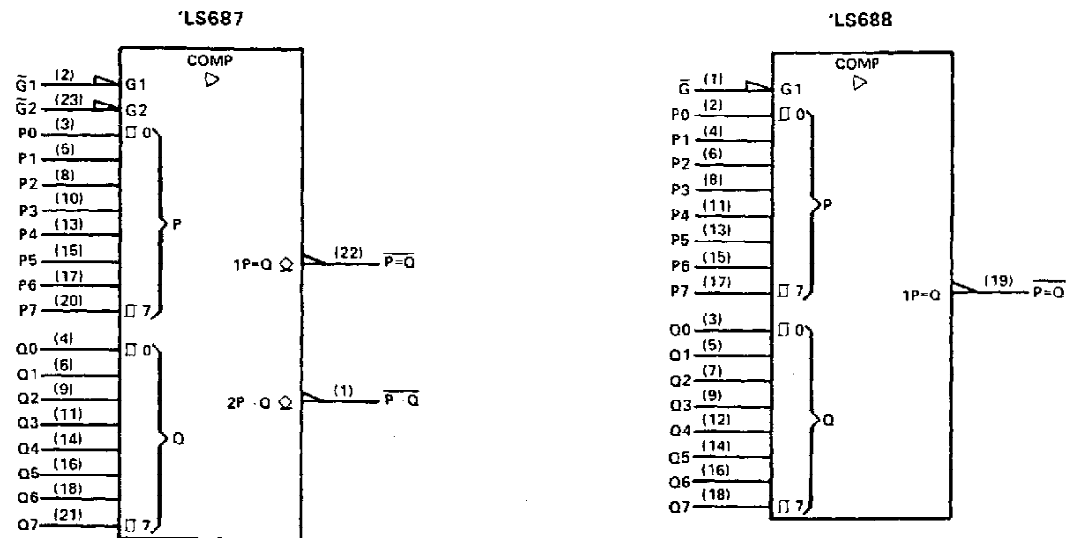 'LS687
COMP
G̅1 (2) G1
G̅2 (23) G2
P0 (3) 0
P1 (5)
P2 (8)
P3 (10)
P4 (13)
P5 (15)
P6 (17)
P7 (20) 7
P
Q0 (4) 0
Q1 (6)
Q2 (9)
Q3 (11)
Q4 (14)
Q5 (16)
Q6 (18)
Q7 (21) 7
Q
1P=Q (22) P̅=̅Q̅
2P Q (1) P̅ ̅Q̅
'LS688
COMP
G̅ (1) G1
P0 (2) 0
P1 (4)
P2 (6)
P3 (8)
P4 (11)
P5 (13)
P6 (15)
P7 (17) 7
P
Q0 (3) 0
Q1 (5)
Q2 (7)
Q3 (9)
Q4 (12)
Q5 (14)
Q6 (16)
Q7 (18) 7
Q
1P=Q (19) P̅=̅Q̅